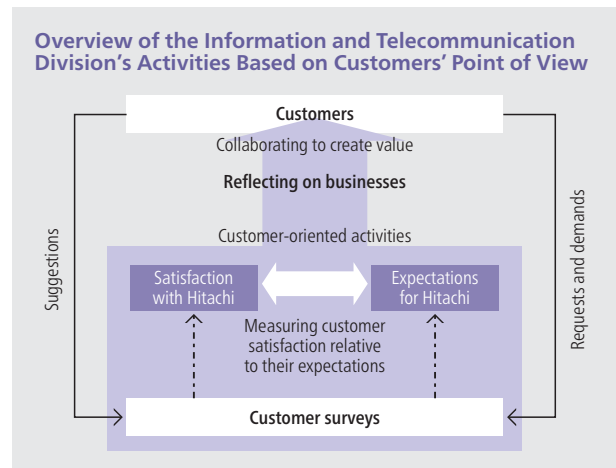 Overview of the Information and Telecommunication
Division's Activities Based on Customers' Point of View
Customers
Collaborating to create value
Reflecting on businesses
Customer-oriented activities
Suggestions
Requests and demands
Satisfaction
with Hitachi
Expectations
for Hitachi
Measuring customer
satisfaction relative
to their expectations
Customer surveys